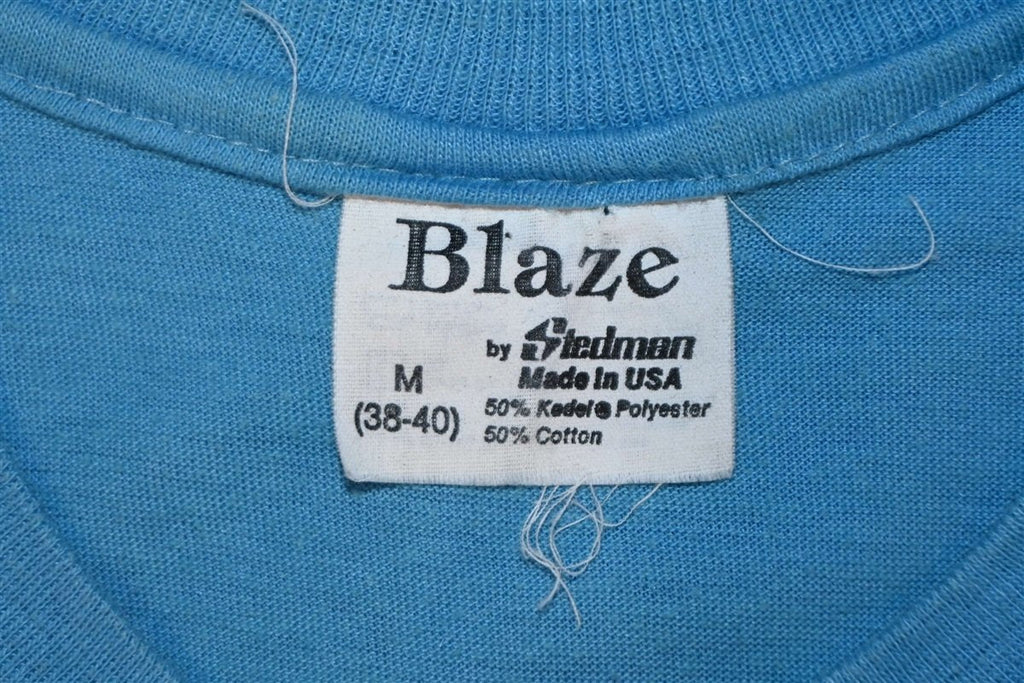 Blaze
by Stedman
Made In USA
M
(38-40)
50% Kodel® Polyester
50% Cotton